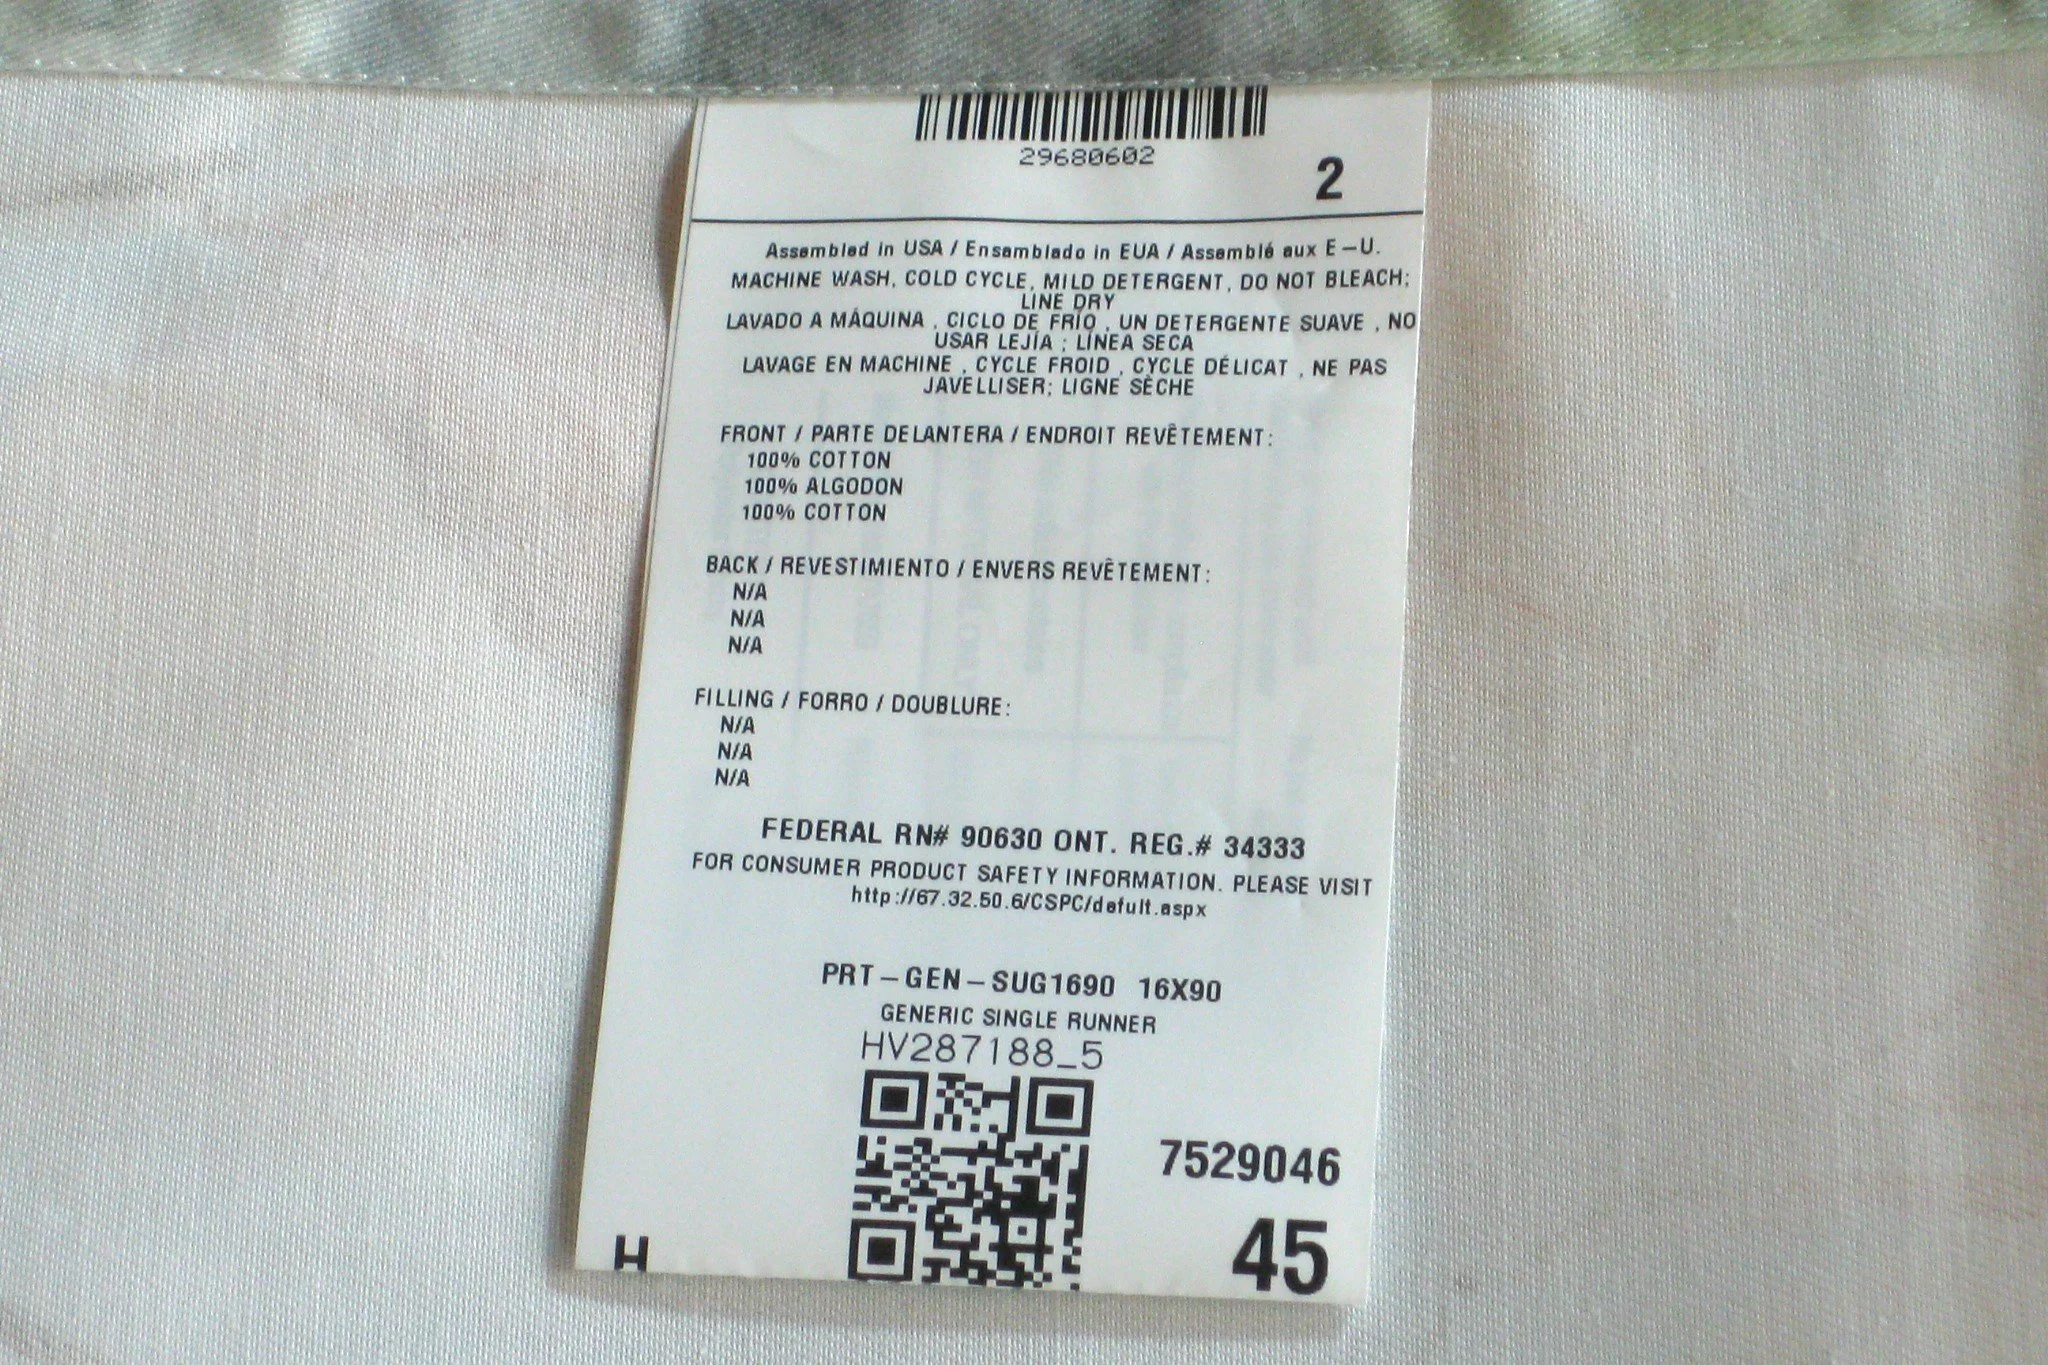 29680602
2
Assembled in USA / Ensamblado in EUA / Assemblé aux E-U.
MACHINE WASH, COLD CYCLE, MILD DETERGENT, DO NOT BLEACH;
LINE DRY
LAVADO A MÁQUINA , CICLO DE FRÍO , UN DETERGENTE SUAVE , NO
USAR LEJÍA ; LÍNEA SECA
LAVAGE EN MACHINE , CYCLE FROID , CYCLE DÉLICAT , NE PAS
JAVELLISER; LIGNE SÈCHE
FRONT / PARTE DELANTERA / ENDROIT REVÊTEMENT:
100% COTTON
100% ALGODON
100% COTTON
BACK / REVESTIMIENTO / ENVERS REVÊTEMENT:
N/A
N/A
N/A
FILLING / FORRO / DOUBLURE:
N/A
N/A
N/A
FEDERAL RN# 90630 ONT. REG.# 34333
FOR CONSUMER PRODUCT SAFETY INFORMATION. PLEASE VISIT
http://67.32.50.6/CSPC/defult.aspx
PRT-GEN-SUG1690 16X90
GENERIC SINGLE RUNNER
HV287188_5
7529046
45
H